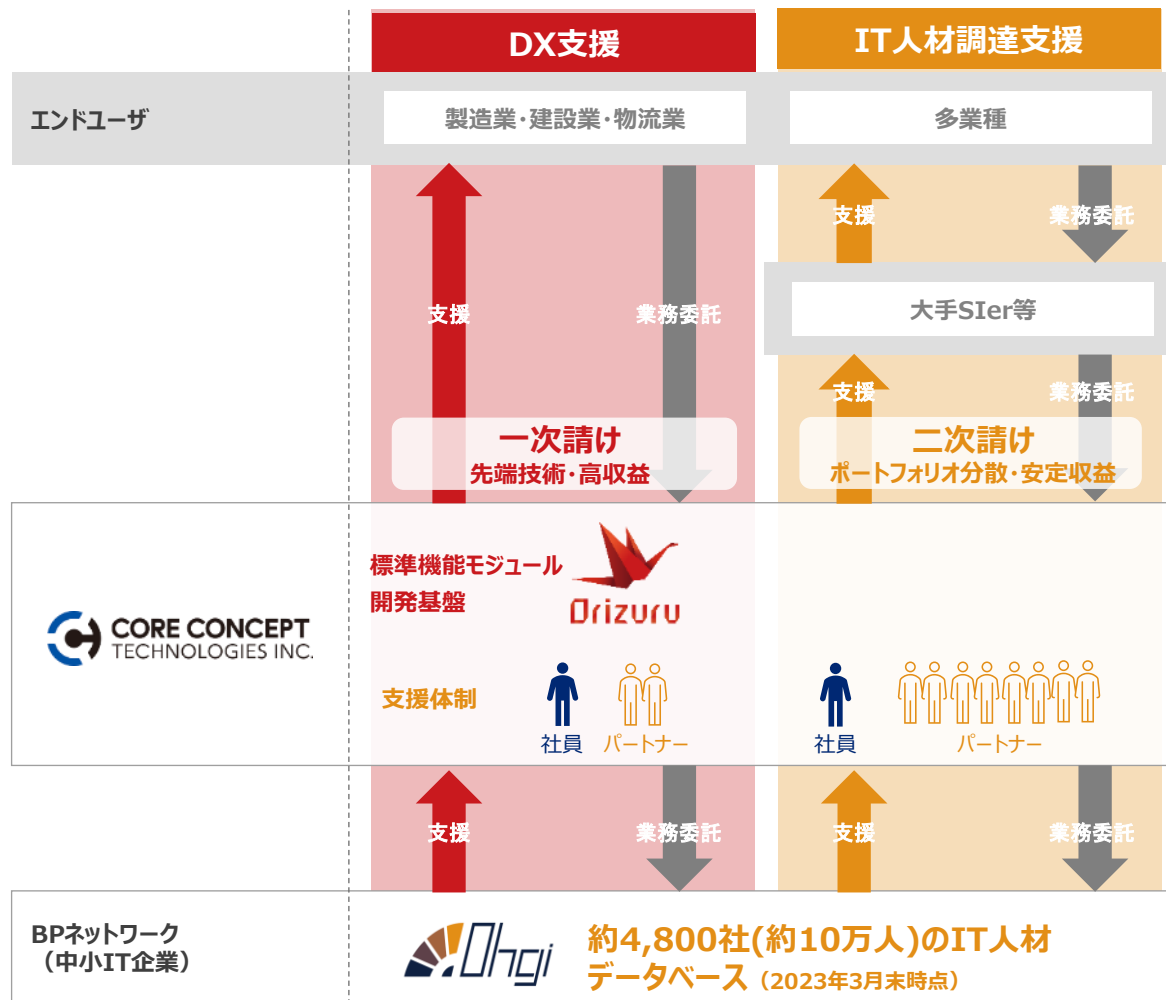 DX支援
IT人材調達支援
エンドユーザ
製造業・建設業・物流業
多業種
支援
業務委託
大手SIer等
支援
業務委託
支援
業務委託
一次請け
先端技術・高収益
二次請け
ポートフォリオ分散・安定収益
標準機能モジュール
開発基盤
Orizuru
CORE CONCEPT
TECHNOLOGIES INC.
支援体制
社員
パートナー
社員
パートナー
支援
業務委託
支援
業務委託
BPネットワーク
（中小IT企業）
Ohgi
約4,800社(約10万人)のIT人材
データベース（2023年3月末時点）